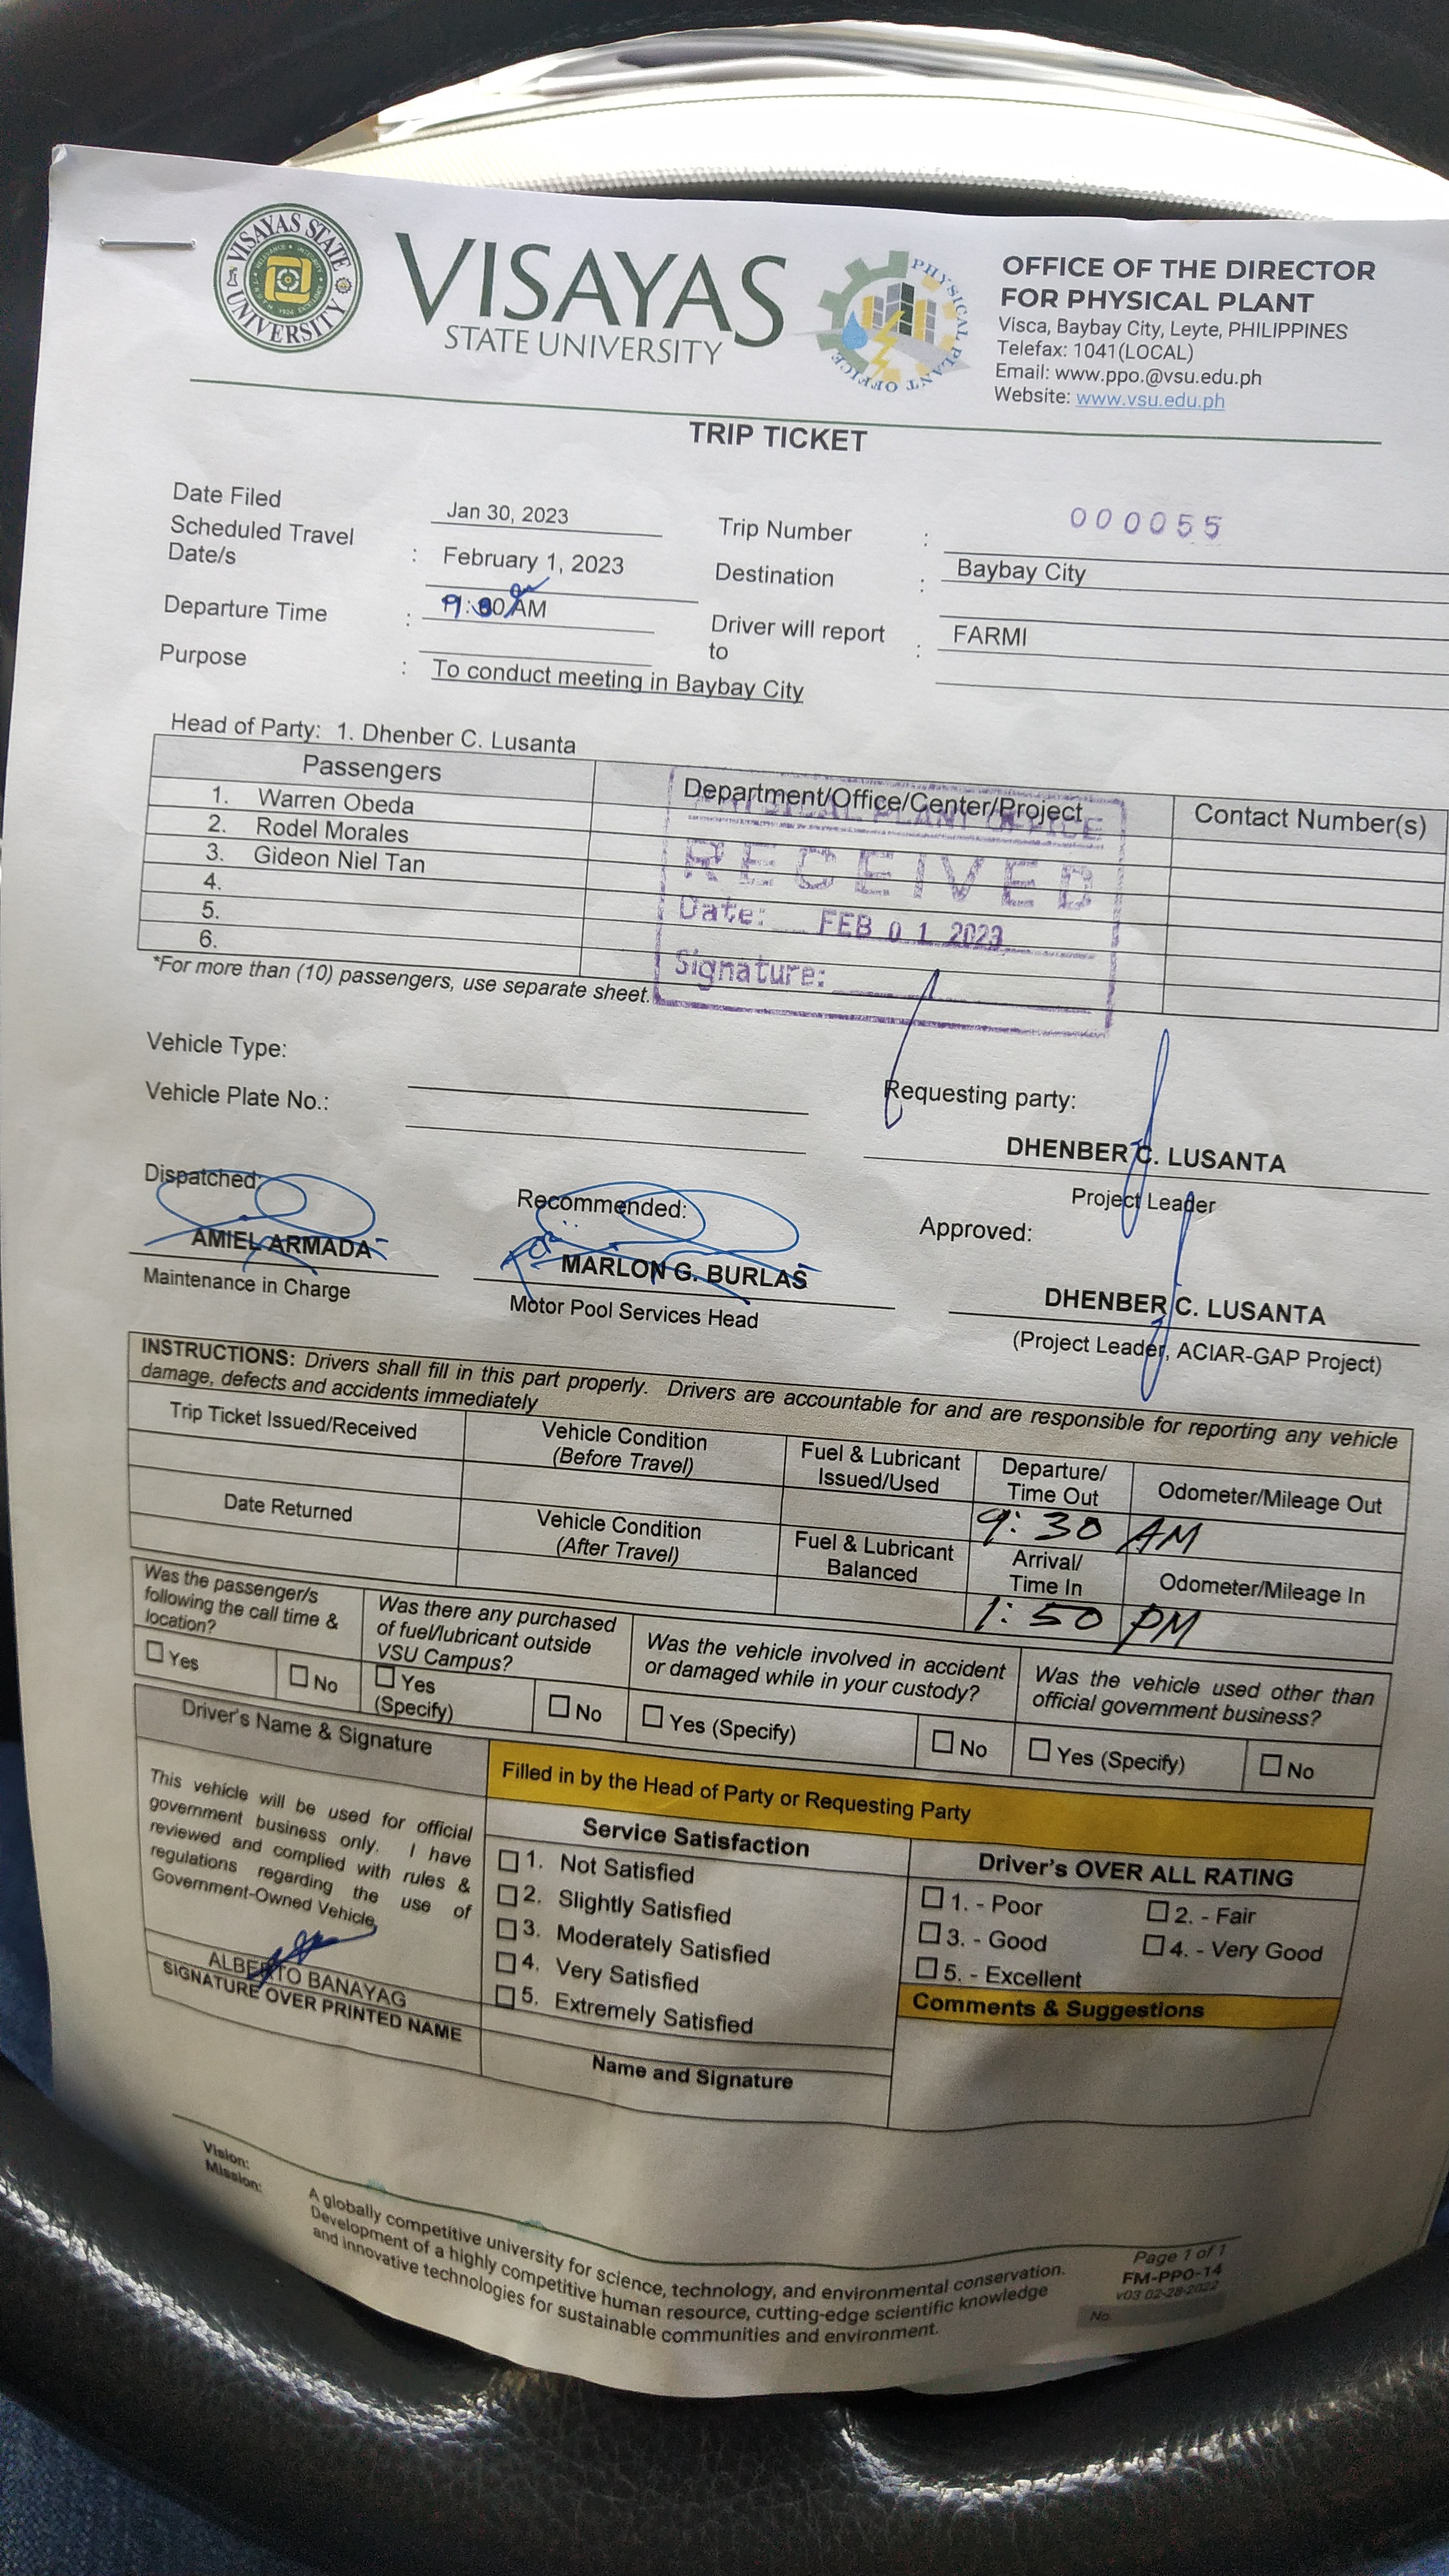 VISAYAS STATE UNIVERSITY
VISAYAS
STATE UNIVERSITY
PHYSICAL PLANT OFFICE
OFFICE OF THE DIRECTOR
FOR PHYSICAL PLANT
Visca, Baybay City, Leyte, PHILIPPINES
Telefax: 1041(LOCAL)
Email: www.ppo.@vsu.edu.ph
Website: www.vsu.edu.ph
TRIP TICKET
Date Filed Jan 30, 2023 Trip Number : 000055
Scheduled Travel
Date/s : February 1, 2023 Destination : Baybay City
Departure Time : AM Driver will report
to : FARMI
Purpose : To conduct meeting in Baybay City
Head of Party: 1. Dhenber C. Lusanta
Passengers Department/Office/Center/Project Contact Number(s)
1. Warren Obeda
2. Rodel Morales
3. Gideon Niel Tan
4.
5.
6.
PHYSICAL PLANT OFFICE
RECEIVED
Date: FEB 01 2023
Signature:
*For more than (10) passengers, use separate sheet.
Vehicle Type:
Vehicle Plate No.:
Requesting party:
DHENBER C. LUSANTA
Project Leader
Dispatched: Recommended: Approved:
AMIEL ARMADA MARLON G. BURLAS DHENBER C. LUSANTA
Maintenance in Charge Motor Pool Services Head (Project Leader, ACIAR-GAP Project)
INSTRUCTIONS: Drivers shall fill in this part properly. Drivers are accountable for and are responsible for reporting any vehicle
damage, defects and accidents immediately
Trip Ticket Issued/Received Vehicle Condition
(Before Travel) Fuel & Lubricant
Issued/Used Departure/
Time Out Odometer/Mileage Out
9:30 AM
Date Returned Vehicle Condition
(After Travel) Fuel & Lubricant
Balanced Arrival/
Time In Odometer/Mileage In
1:50 PM
Was the passenger/s
following the call time &
location?
Yes No
Was there any purchased
of fuel/lubricant outside
VSU Campus?
Yes
(Specify) No
Was the vehicle involved in accident
or damaged while in your custody?
Yes (Specify) No
Was the vehicle used other than
official government business?
Yes (Specify) No
Driver's Name & Signature
This vehicle will be used for official
government business only. I have
reviewed and complied with rules &
regulations regarding the use of
Government-Owned Vehicle.
ALBERTO BANAYAG
SIGNATURE OVER PRINTED NAME
Filled in by the Head of Party or Requesting Party
Service Satisfaction
1. Not Satisfied
2. Slightly Satisfied
3. Moderately Satisfied
4. Very Satisfied
5. Extremely Satisfied
Name and Signature
Driver's OVER ALL RATING
1. - Poor 2. - Fair
3. - Good 4. - Very Good
5. - Excellent
Comments & Suggestions
Vision: A globally competitive university for science, technology, and environmental conservation.
Mission: Development of a highly competitive human resource, cutting-edge scientific knowledge
and innovative technologies for sustainable communities and environment.
Page 1 of 1
FM-PPO-14
v03 02-28-2022
No.